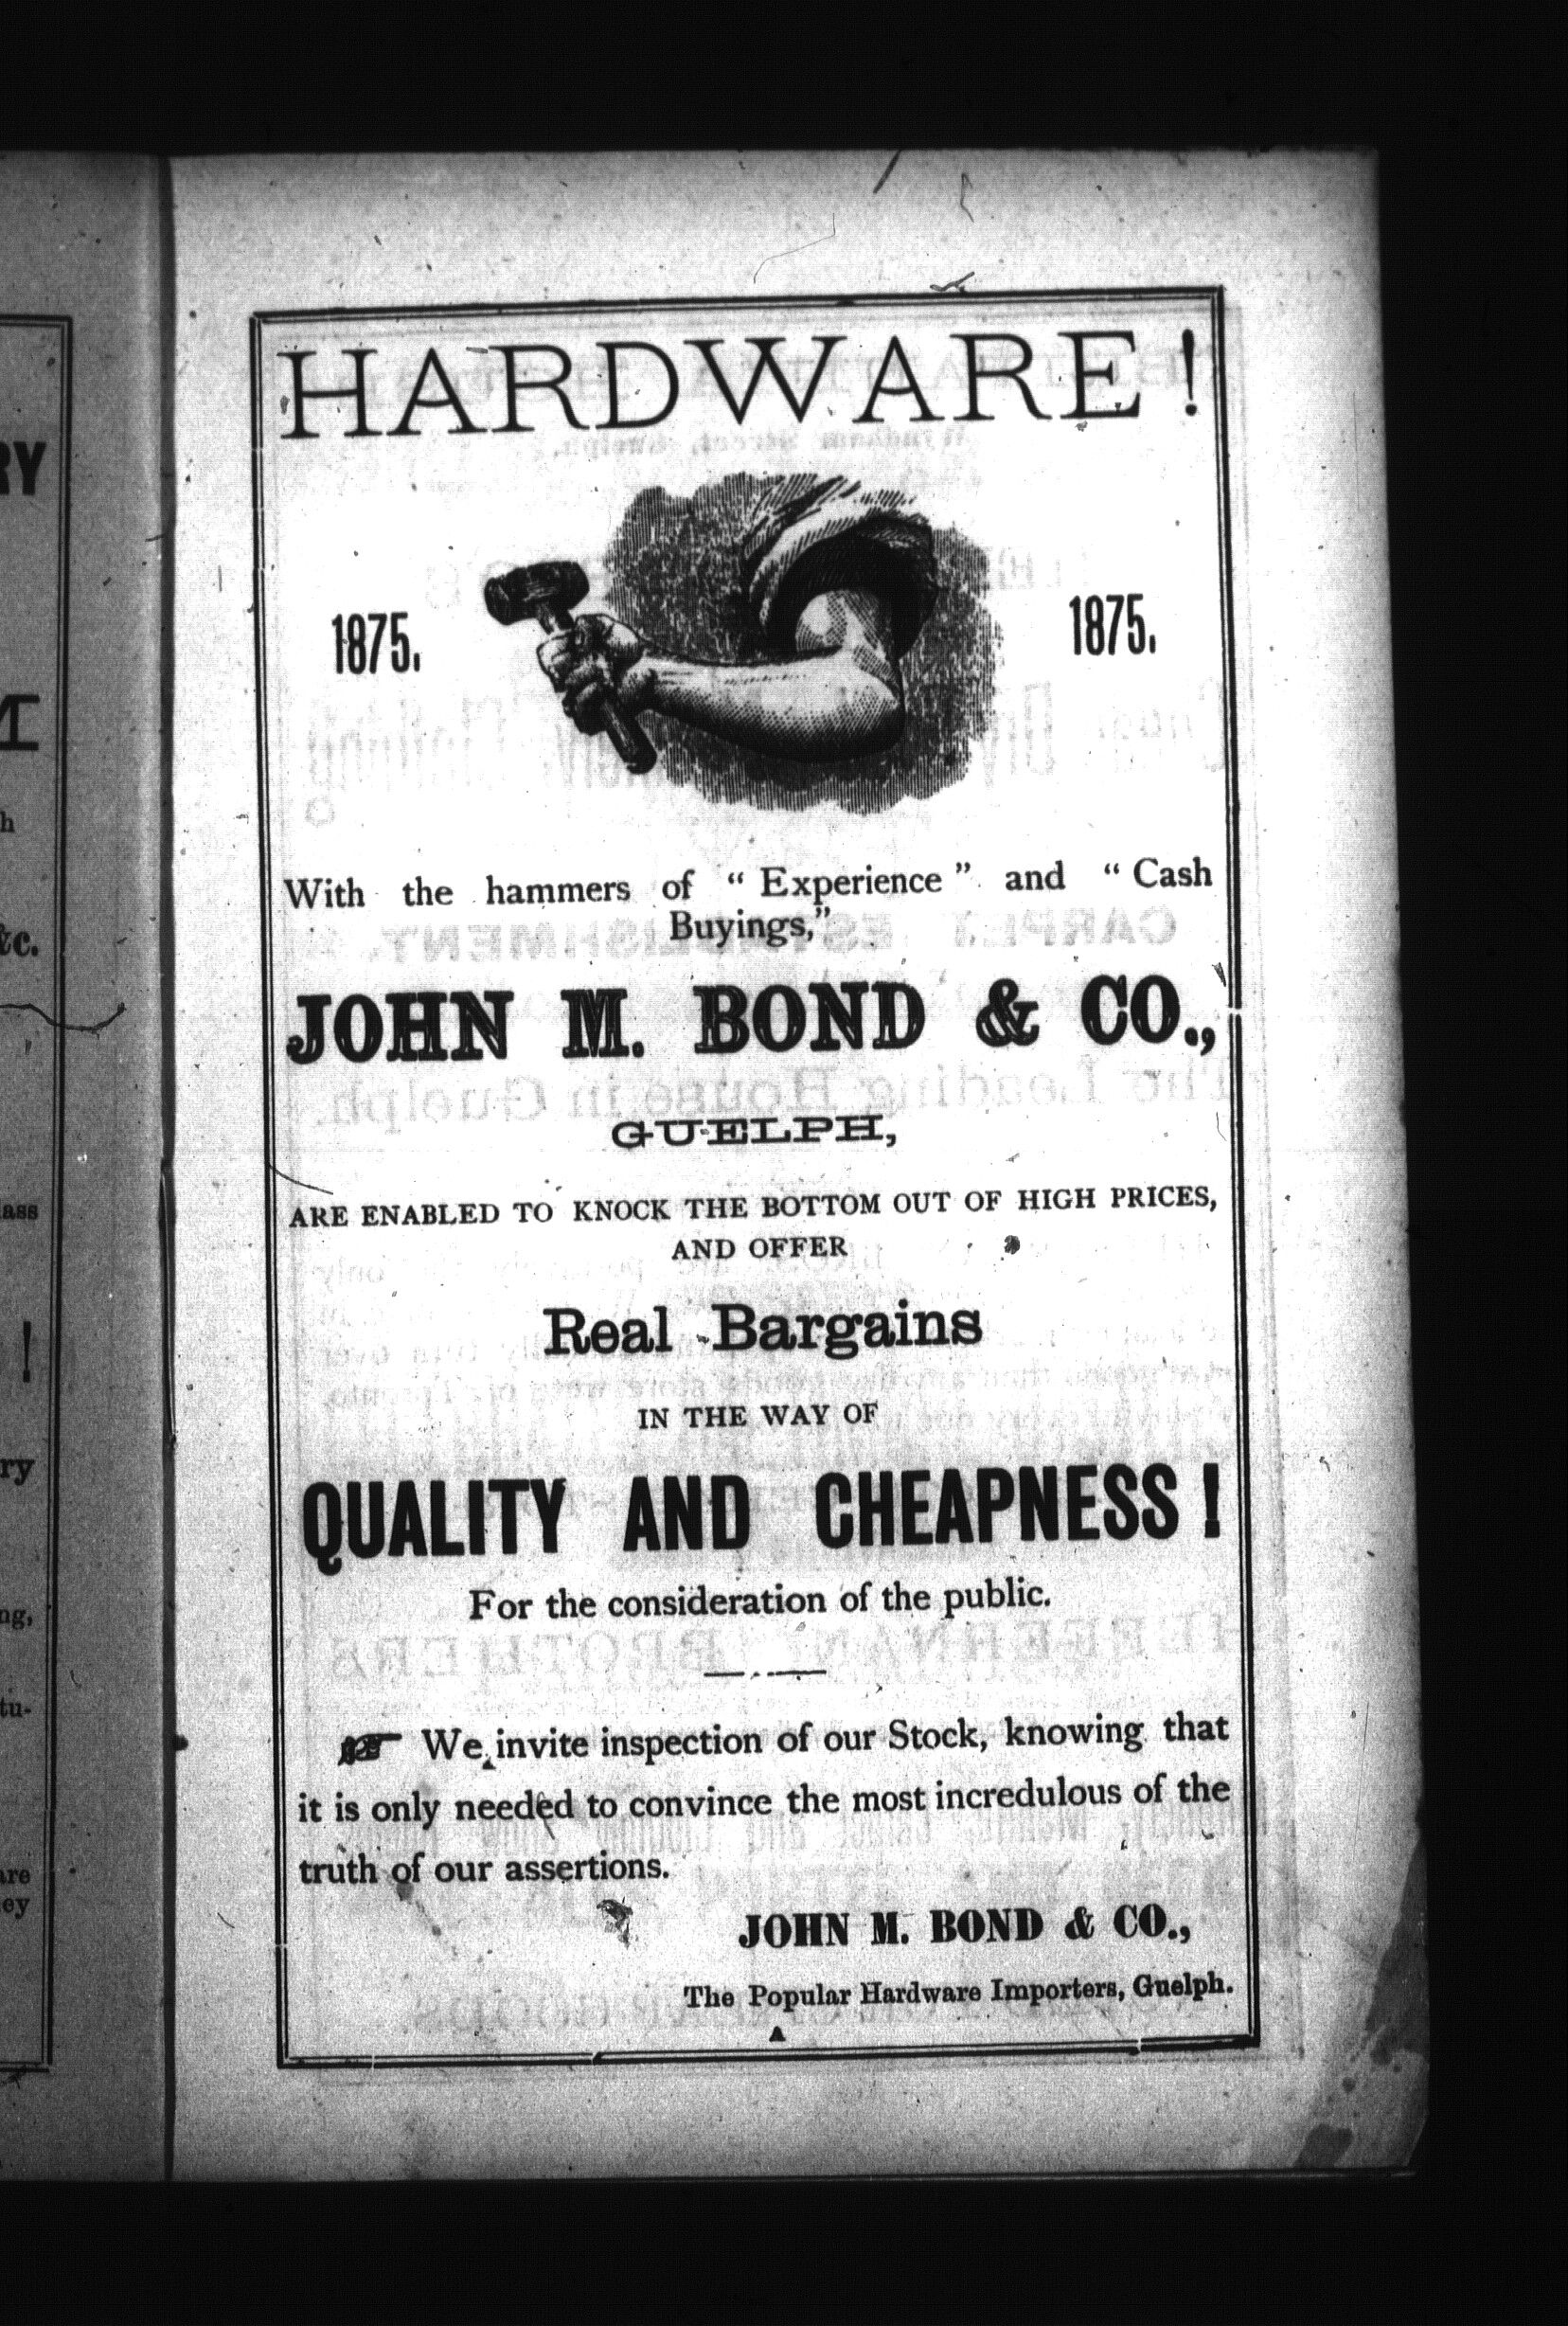 HARDWARE!
1875. 1875.
With the hammers of "Experience" and "Cash
Buyings,"
JOHN M. BOND & CO.,
GUELPH,
ARE ENABLED TO KNOCK THE BOTTOM OUT OF HIGH PRICES,
AND OFFER
Real Bargains
IN THE WAY OF
QUALITY AND CHEAPNESS!
For the consideration of the public.
☞ We invite inspection of our Stock, knowing that
it is only needed to convince the most incredulous of the
truth of our assertions.
JOHN M. BOND & CO.,
The Popular Hardware Importers, Guelph.